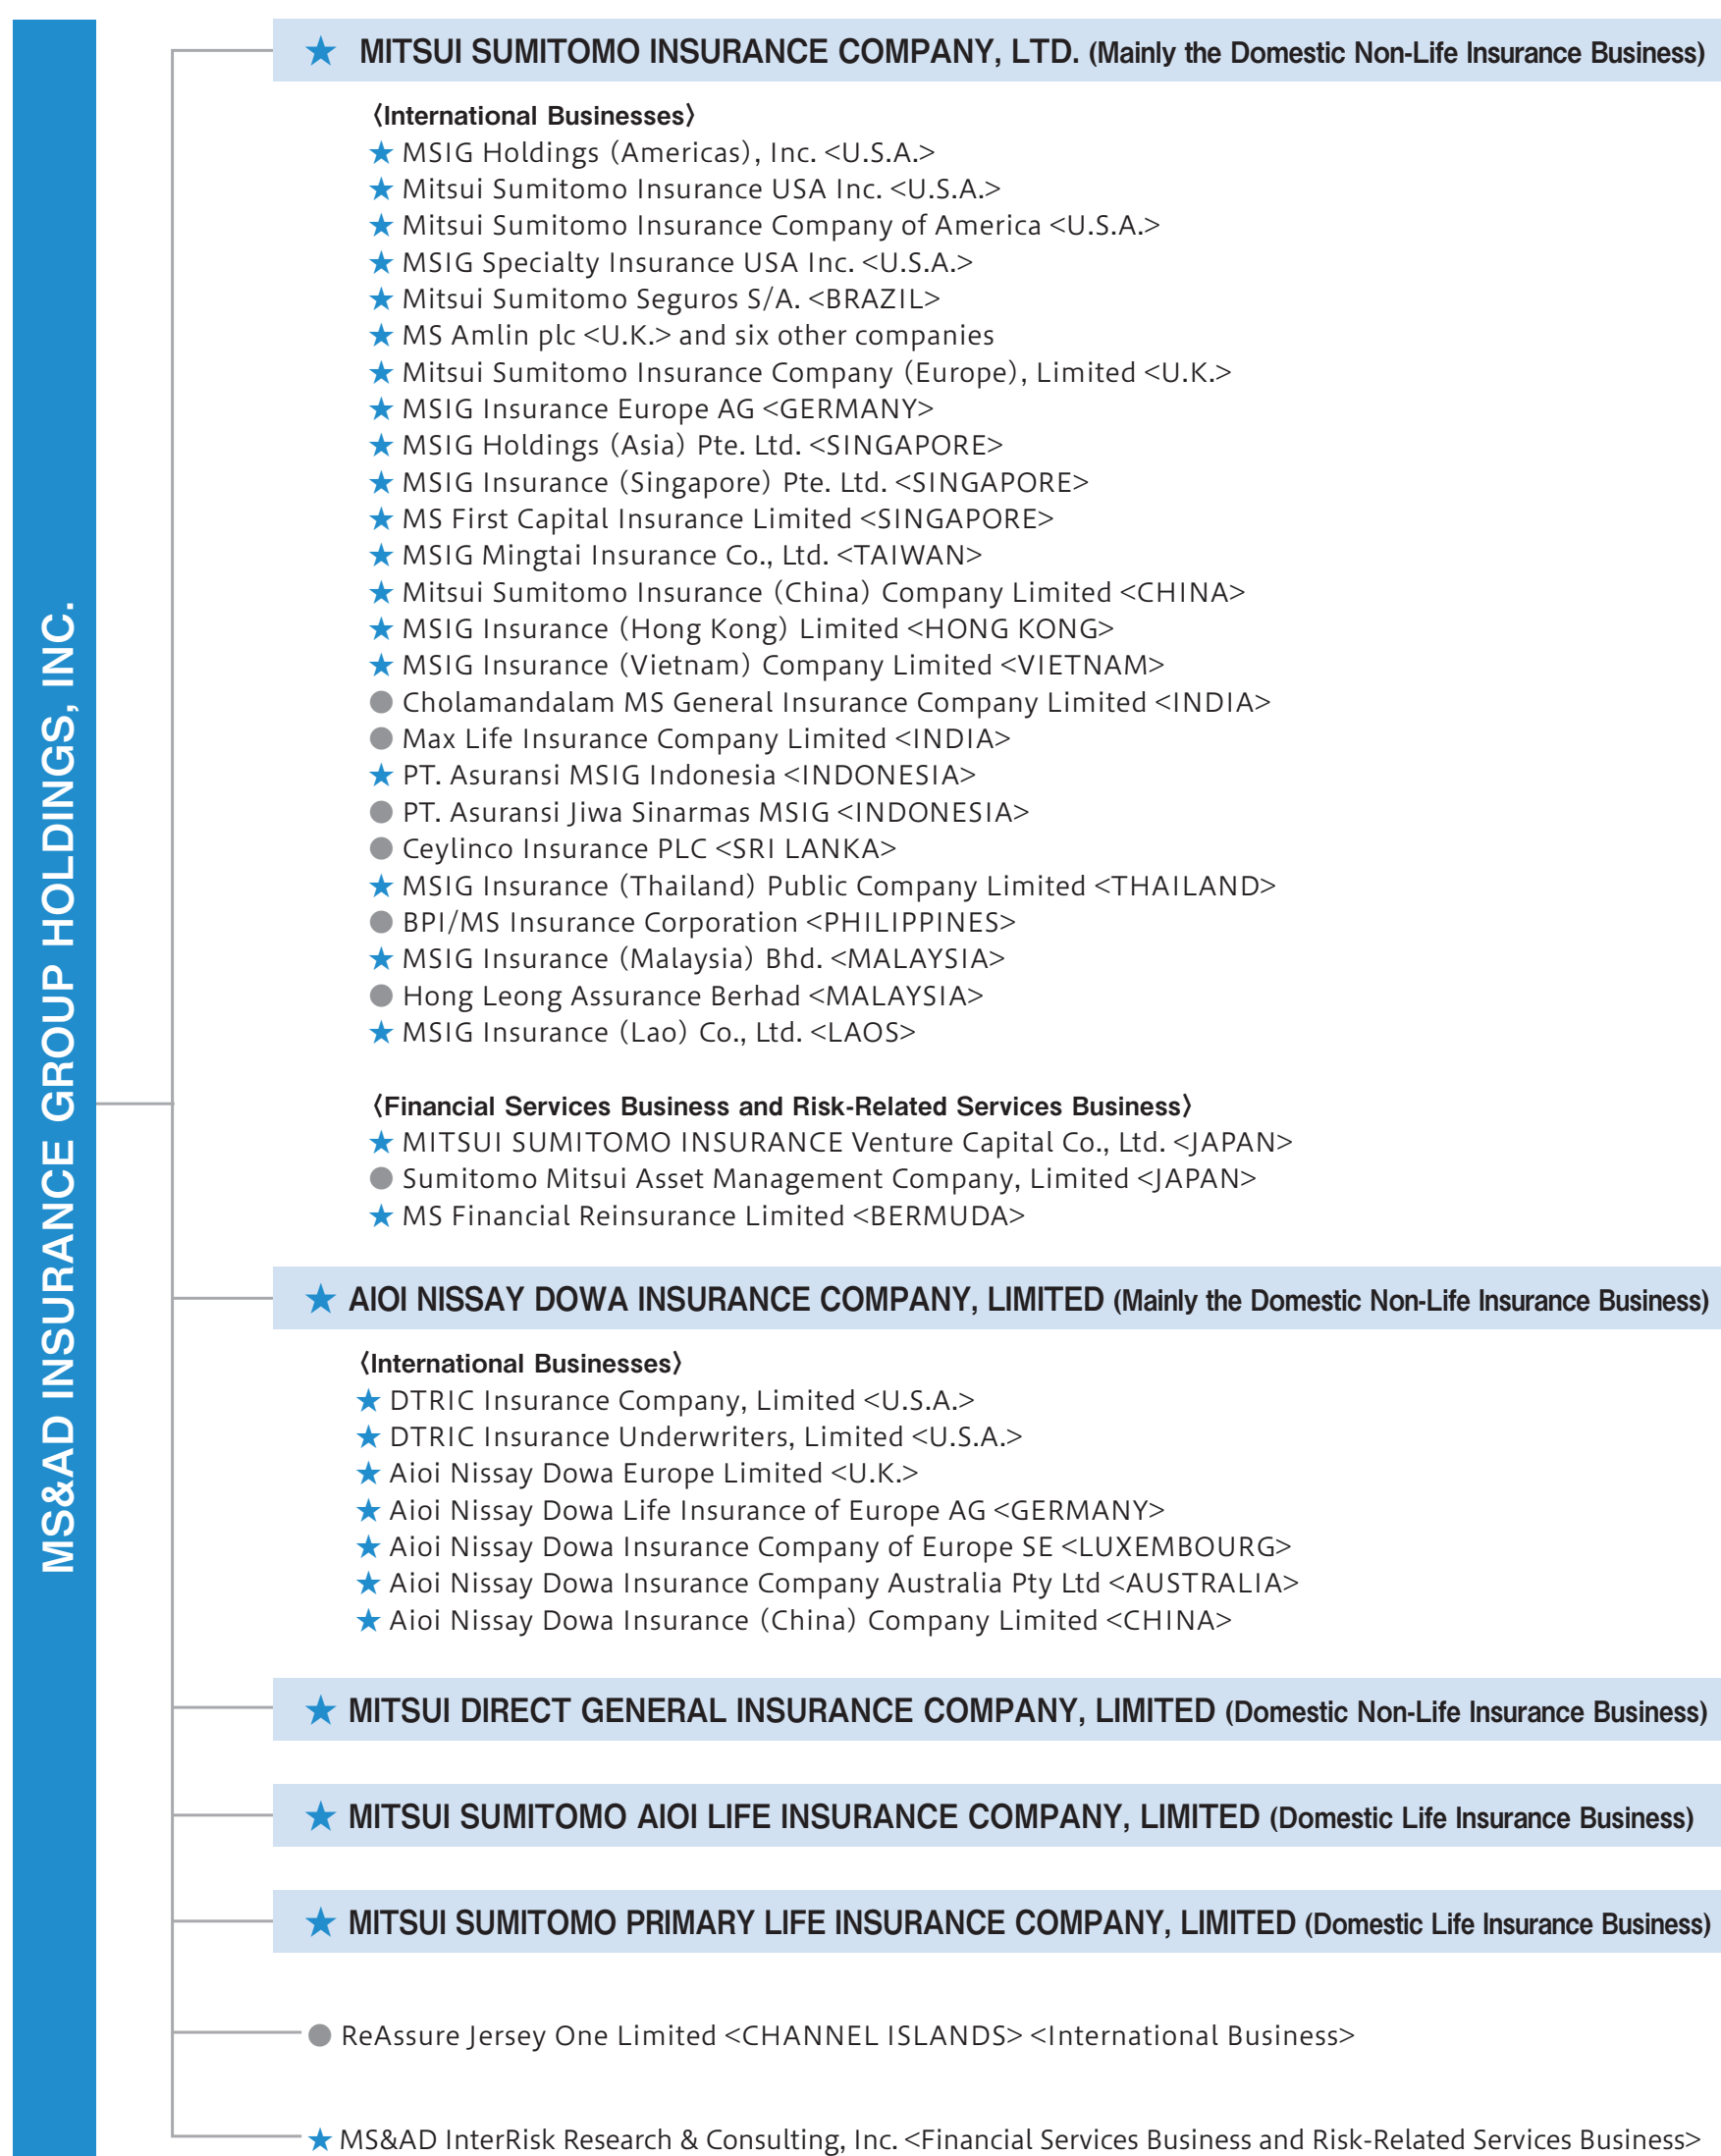 MS&AD INSURANCE GROUP HOLDINGS, INC.
★ MITSUI SUMITOMO INSURANCE COMPANY, LTD. (Mainly the Domestic Non-Life Insurance Business)
〈International Businesses〉
★ MSIG Holdings (Americas), Inc. <U.S.A.>
★ Mitsui Sumitomo Insurance USA Inc. <U.S.A.>
★ Mitsui Sumitomo Insurance Company of America <U.S.A.>
★ MSIG Specialty Insurance USA Inc. <U.S.A.>
★ Mitsui Sumitomo Seguros S/A. <BRAZIL>
★ MS Amlin plc <U.K.> and six other companies
★ Mitsui Sumitomo Insurance Company (Europe), Limited <U.K.>
★ MSIG Insurance Europe AG <GERMANY>
★ MSIG Holdings (Asia) Pte. Ltd. <SINGAPORE>
★ MSIG Insurance (Singapore) Pte. Ltd. <SINGAPORE>
★ MS First Capital Insurance Limited <SINGAPORE>
★ MSIG Mingtai Insurance Co., Ltd. <TAIWAN>
★ Mitsui Sumitomo Insurance (China) Company Limited <CHINA>
★ MSIG Insurance (Hong Kong) Limited <HONG KONG>
★ MSIG Insurance (Vietnam) Company Limited <VIETNAM>
● Cholamandalam MS General Insurance Company Limited <INDIA>
● Max Life Insurance Company Limited <INDIA>
★ PT. Asuransi MSIG Indonesia <INDONESIA>
● PT. Asuransi Jiwa Sinarmas MSIG <INDONESIA>
● Ceylinco Insurance PLC <SRI LANKA>
★ MSIG Insurance (Thailand) Public Company Limited <THAILAND>
● BPI/MS Insurance Corporation <PHILIPPINES>
★ MSIG Insurance (Malaysia) Bhd. <MALAYSIA>
● Hong Leong Assurance Berhad <MALAYSIA>
★ MSIG Insurance (Lao) Co., Ltd. <LAOS>
〈Financial Services Business and Risk-Related Services Business〉
★ MITSUI SUMITOMO INSURANCE Venture Capital Co., Ltd. <JAPAN>
● Sumitomo Mitsui Asset Management Company, Limited <JAPAN>
★ MS Financial Reinsurance Limited <BERMUDA>
★ AIOI NISSAY DOWA INSURANCE COMPANY, LIMITED (Mainly the Domestic Non-Life Insurance Business)
〈International Businesses〉
★ DTRIC Insurance Company, Limited <U.S.A.>
★ DTRIC Insurance Underwriters, Limited <U.S.A.>
★ Aioi Nissay Dowa Europe Limited <U.K.>
★ Aioi Nissay Dowa Life Insurance of Europe AG <GERMANY>
★ Aioi Nissay Dowa Insurance Company of Europe SE <LUXEMBOURG>
★ Aioi Nissay Dowa Insurance Company Australia Pty Ltd <AUSTRALIA>
★ Aioi Nissay Dowa Insurance (China) Company Limited <CHINA>
★ MITSUI DIRECT GENERAL INSURANCE COMPANY, LIMITED (Domestic Non-Life Insurance Business)
★ MITSUI SUMITOMO AIOI LIFE INSURANCE COMPANY, LIMITED (Domestic Life Insurance Business)
★ MITSUI SUMITOMO PRIMARY LIFE INSURANCE COMPANY, LIMITED (Domestic Life Insurance Business)
● ReAssure Jersey One Limited <CHANNEL ISLANDS> <International Business>
★ MS&AD InterRisk Research & Consulting, Inc. <Financial Services Business and Risk-Related Services Business>